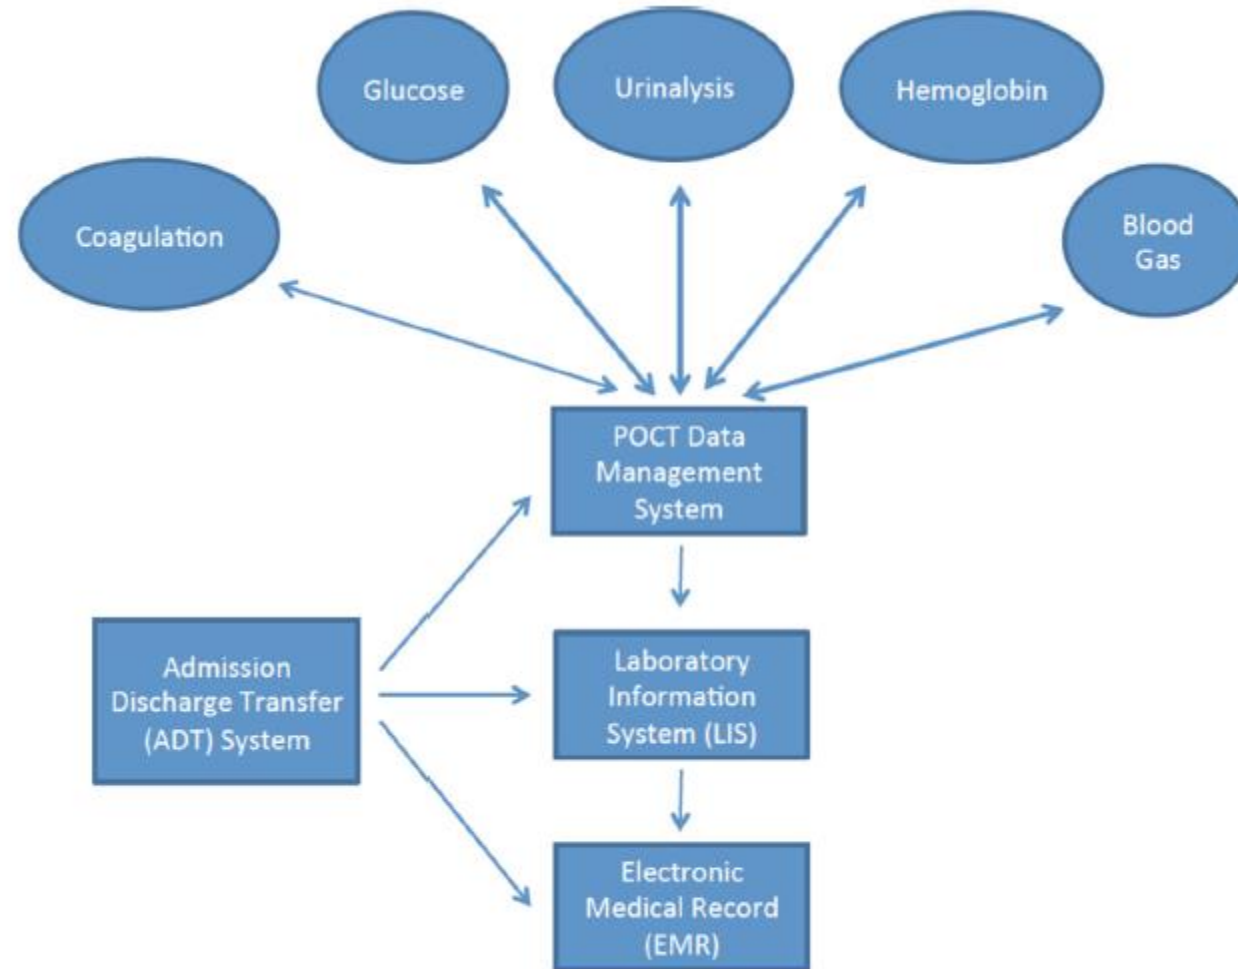 Glucose
Urinalysis
Hemoglobin
Coagulation
Blood
Gas
POCT Data
Management
System
Admission
Discharge Transfer
(ADT) System
Laboratory
Information
System (LIS)
Electronic
Medical Record
(EMR)